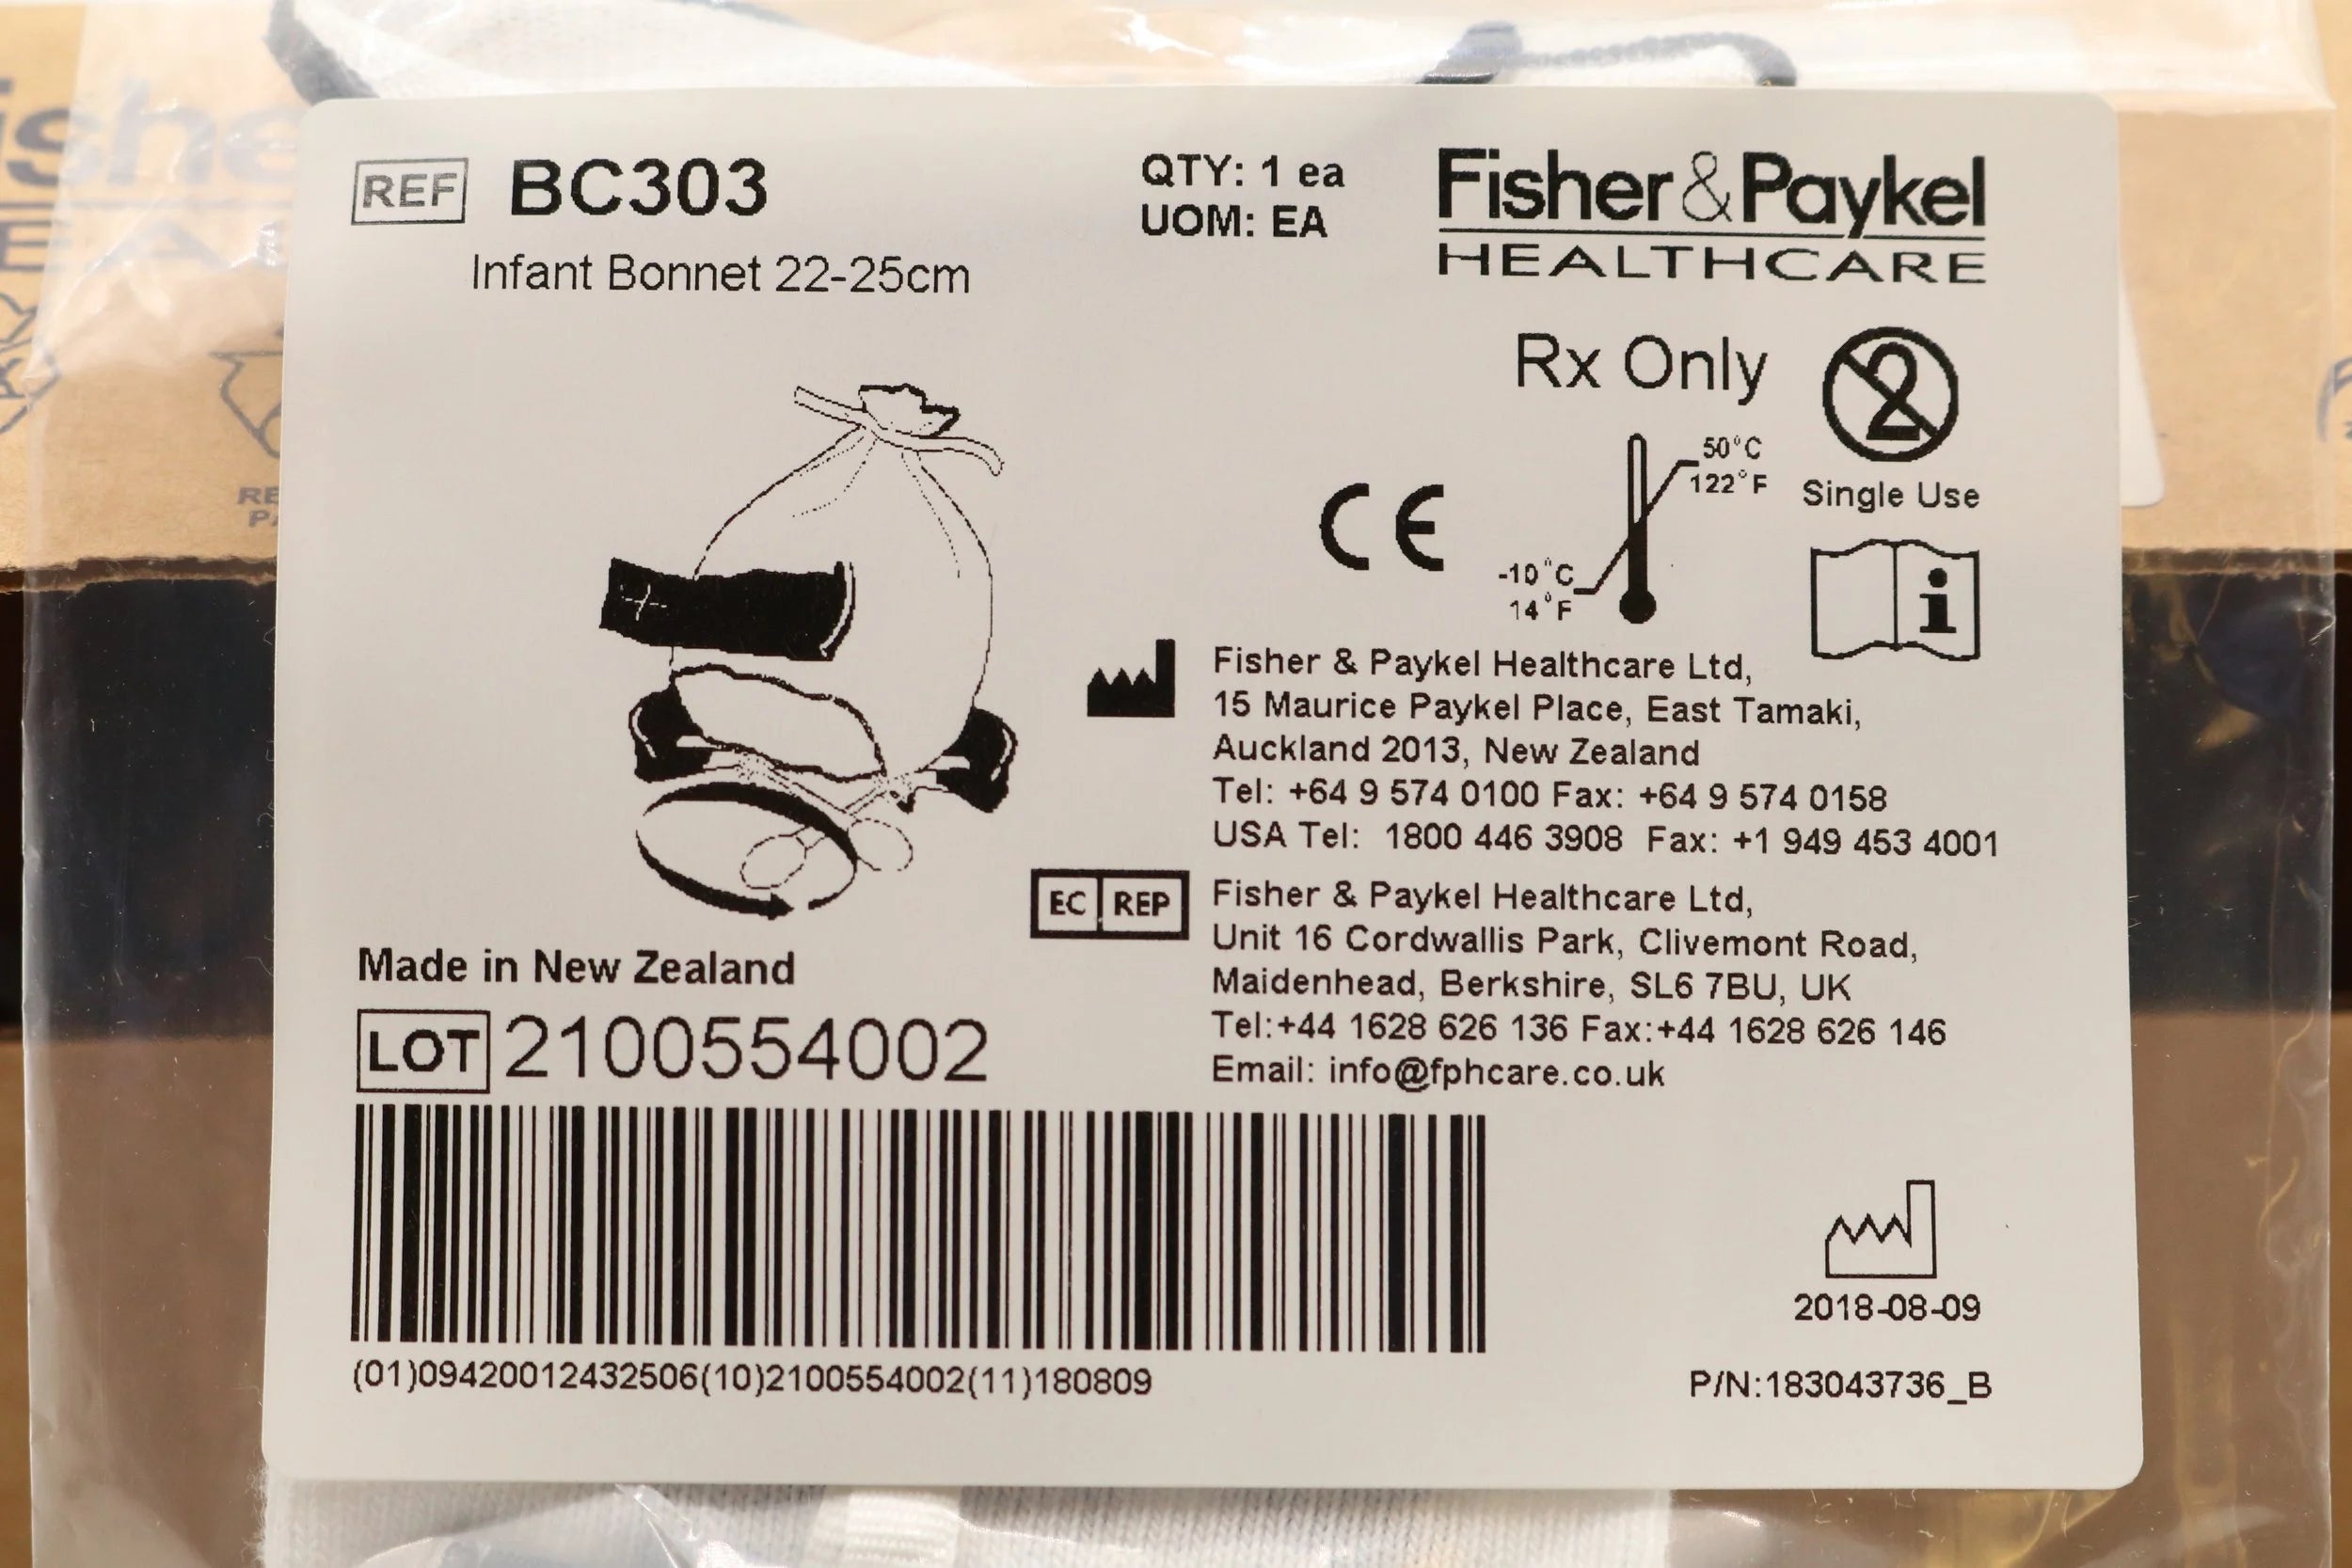 REF BC303
Infant Bonnet 22-25cm
QTY: 1 ea
UOM: EA
Fisher&Paykel
HEALTHCARE
Rx Only
2
Single Use
50°C
122°F
CE
-10°C
14°F
i
Fisher & Paykel Healthcare Ltd,
15 Maurice Paykel Place, East Tamaki,
Auckland 2013, New Zealand
Tel: +64 9 574 0100 Fax: +64 9 574 0158
USA Tel: 1800 446 3908 Fax: +1 949 453 4001
EC REP
Fisher & Paykel Healthcare Ltd,
Unit 16 Cordwallis Park, Clivemont Road,
Maidenhead, Berkshire, SL6 7BU, UK
Tel:+44 1628 626 136 Fax:+44 1628 626 146
Email: info@fphcare.co.uk
Made in New Zealand
LOT 2100554002
(01)09420012432506(10)2100554002(11)180809
2018-08-09
P/N:183043736_B